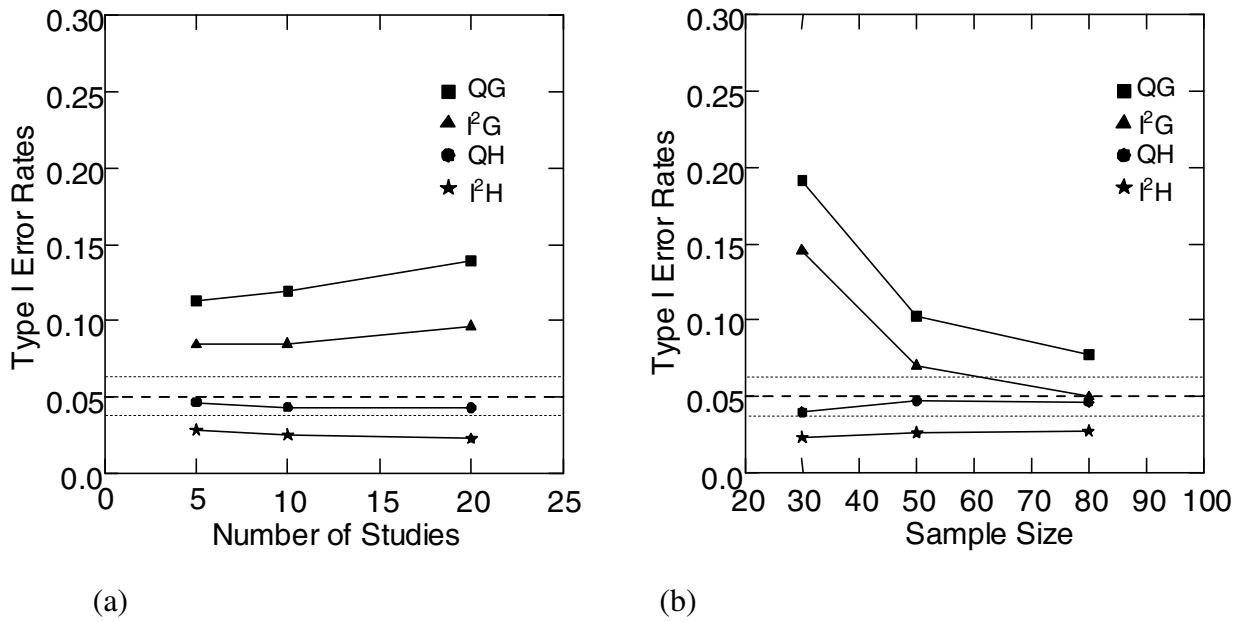 0.30
0.25
0.20
0.15
0.10
0.05
0.0
0 5 10 15 20 25
Type I Error Rates
Number of Studies
QG
I²G
QH
I²H
(a)
0.30
0.25
0.20
0.15
0.10
0.05
0.0
20 30 40 50 60 70 80 90 100
Type I Error Rates
Sample Size
QG
I²G
QH
I²H
(b)